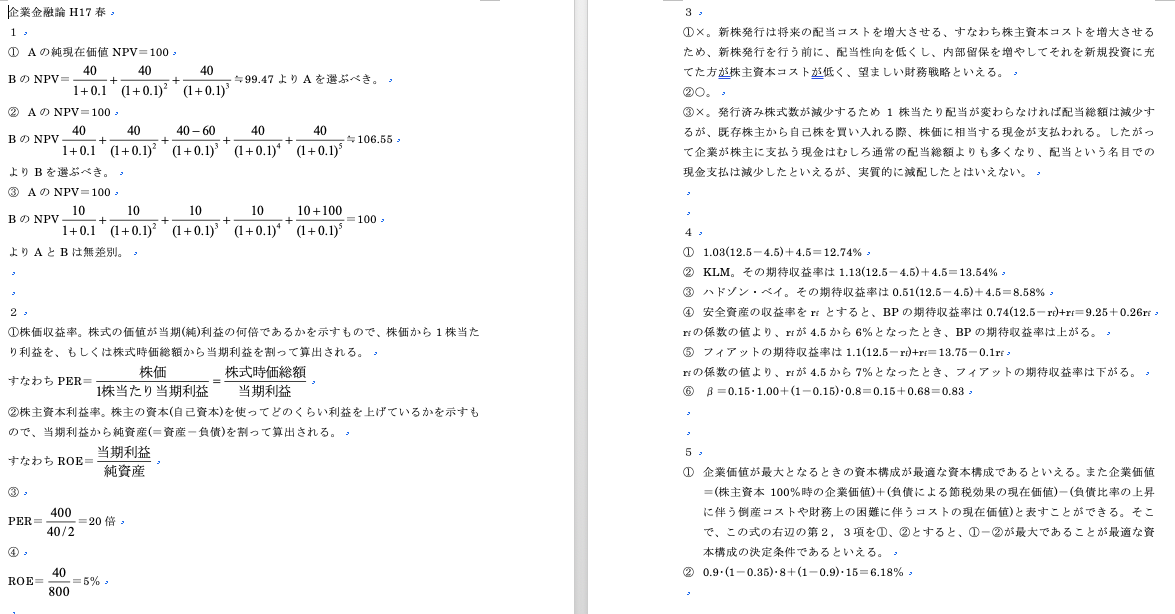 企業金融論 H17 春
1
① A の純現在価値 NPV＝100
B の NPV＝40/(1＋0.1)＋40/(1＋0.1)²＋40/(1＋0.1)³≒99.47 より A を選ぶべき。
② A の NPV＝100
B の NPV 40/(1＋0.1)＋40/(1＋0.1)²＋(40－60)/(1＋0.1)³＋40/(1＋0.1)⁴＋40/(1＋0.1)⁵≒106.55
より B を選ぶべき。
③ A の NPV＝100
B の NPV 10/(1＋0.1)＋10/(1＋0.1)²＋10/(1＋0.1)³＋10/(1＋0.1)⁴＋(10＋100)/(1＋0.1)⁵＝100
より A と B は無差別。
2
①株価収益率。株式の価値が当期(純)利益の何倍であるかを示すもので、株価から 1 株当た
り利益を、もしくは株式時価総額から当期利益を割って算出される。
すなわち PER＝株価/1株当たり当期利益＝株式時価総額/当期利益
②株主資本利益率。株主の資本(自己資本)を使ってどのくらい利益を上げているかを示すも
ので、当期利益から純資産(＝資産－負債)を割って算出される。
すなわち ROE＝当期利益/純資産
③
PER＝400/(40/2)＝20 倍
④
ROE＝40/800＝5%
3
①×。新株発行は将来の配当コストを増大させる、すなわち株主資本コストを増大させる
ため、新株発行を行う前に、配当性向を低くし、内部留保を増やしてそれを新規投資に充
てた方が株主資本コストが低く、望ましい財務戦略といえる。
②○。
③×。発行済み株式数が減少するため 1 株当たり配当が変わらなければ配当総額は減少す
るが、既存株主から自己株を買い入れる際、株価に相当する現金が支払われる。したがっ
て企業が株主に支払う現金はむしろ通常の配当総額よりも多くなり、配当という名目での
現金支払は減少したといえるが、実質的に減配したとはいえない。
4
① 1.03(12.5－4.5)＋4.5＝12.74%
② KLM。その期待収益率は 1.13(12.5－4.5)＋4.5＝13.54%
③ ハドゾン・ベイ。その期待収益率は 0.51(12.5－4.5)＋4.5＝8.58%
④ 安全資産の収益率を rf とすると、BP の期待収益率は 0.74(12.5－rf)+rf＝9.25＋0.26rf
rfの係数の値より、rfが 4.5 から 6%となったとき、BP の期待収益率は上がる。
⑤ フィアットの期待収益率は 1.1(12.5－rf)+rf＝13.75－0.1rf
rfの係数の値より、rfが 4.5 から 7%となったとき、フィアットの期待収益率は下がる。
⑥ β＝0.15･1.00＋(1－0.15)･0.8＝0.15＋0.68＝0.83
5
① 企業価値が最大となるときの資本構成が最適な資本構成であるといえる。また企業価値
＝(株主資本 100%時の企業価値)＋(負債による節税効果の現在価値)－(負債比率の上昇
に伴う倒産コストや財務上の困難に伴うコストの現在価値)と表すことができる。そこ
で、この式の右辺の第２，３項を①、②とすると、①－②が最大であることが最適な資
本構成の決定条件であるといえる。
② 0.9･(1－0.35)･8＋(1－0.9)･15＝6.18%